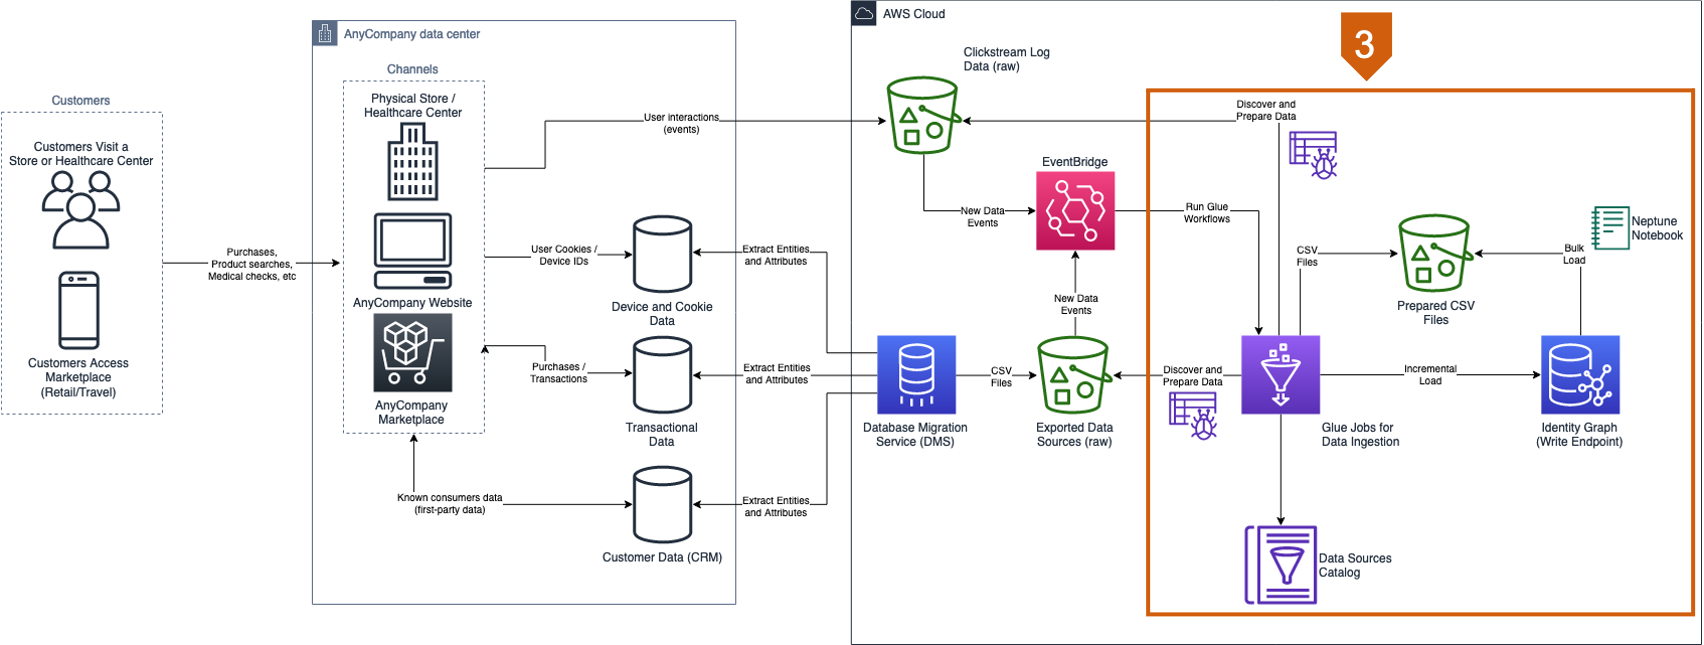 AWS Cloud
3
AnyCompany data center
Clickstream Log
Data (raw)
Channels
Customers
Physical Store /
Healthcare Center
User interactions
(events)
Discover and
Prepare Data
Customers Visit a
Store or Healthcare Center
EventBridge
New Data
Events
Run Glue
Workflows
Neptune
Notebook
Purchases,
Product searches,
Medical checks, etc
User Cookies /
Device IDs
Extract Entities
and Attributes
CSV
Files
Bulk
Load
AnyCompany Website
Device and Cookie
Data
New Data
Events
Prepared CSV
Files
Customers Access
Marketplace
(Retail/Travel)
Purchases /
Transactions
Extract Entities
and Attributes
CSV
Files
Discover and
Prepare Data
Incremental
Load
AnyCompany
Marketplace
Transactional
Data
Database Migration
Service (DMS)
Exported Data
Sources (raw)
Glue Jobs for
Data Ingestion
Identity Graph
(Write Endpoint)
Known consumers data
(first-party data)
Extract Entities
and Attributes
Customer Data (CRM)
Data Sources
Catalog